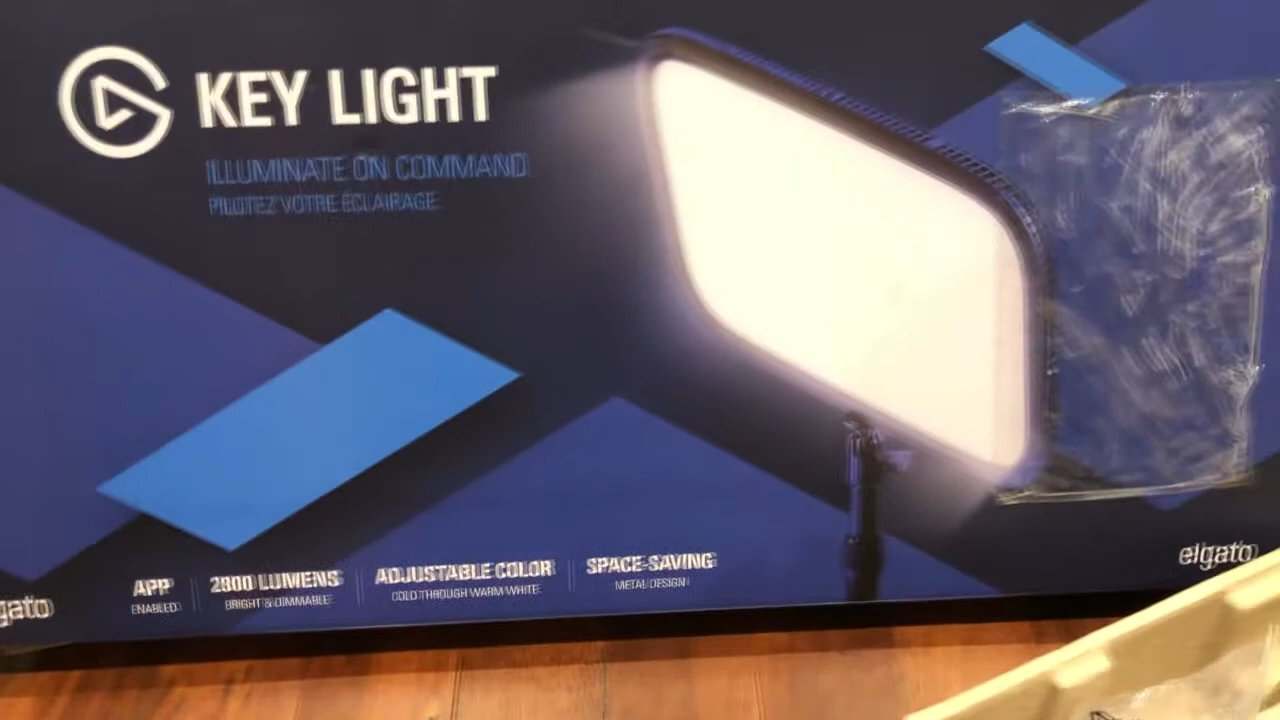 KEY LIGHT
ILLUMINATE ON COMMAND
PILOTEZ VOTRE ÉCLAIRAGE
APP
ENABLED
2800 LUMENS
BRIGHT & DIMMABLE
ADJUSTABLE COLOR
COLD THROUGH WARM WHITE
SPACE-SAVING
METAL DESIGN
elgato
gato